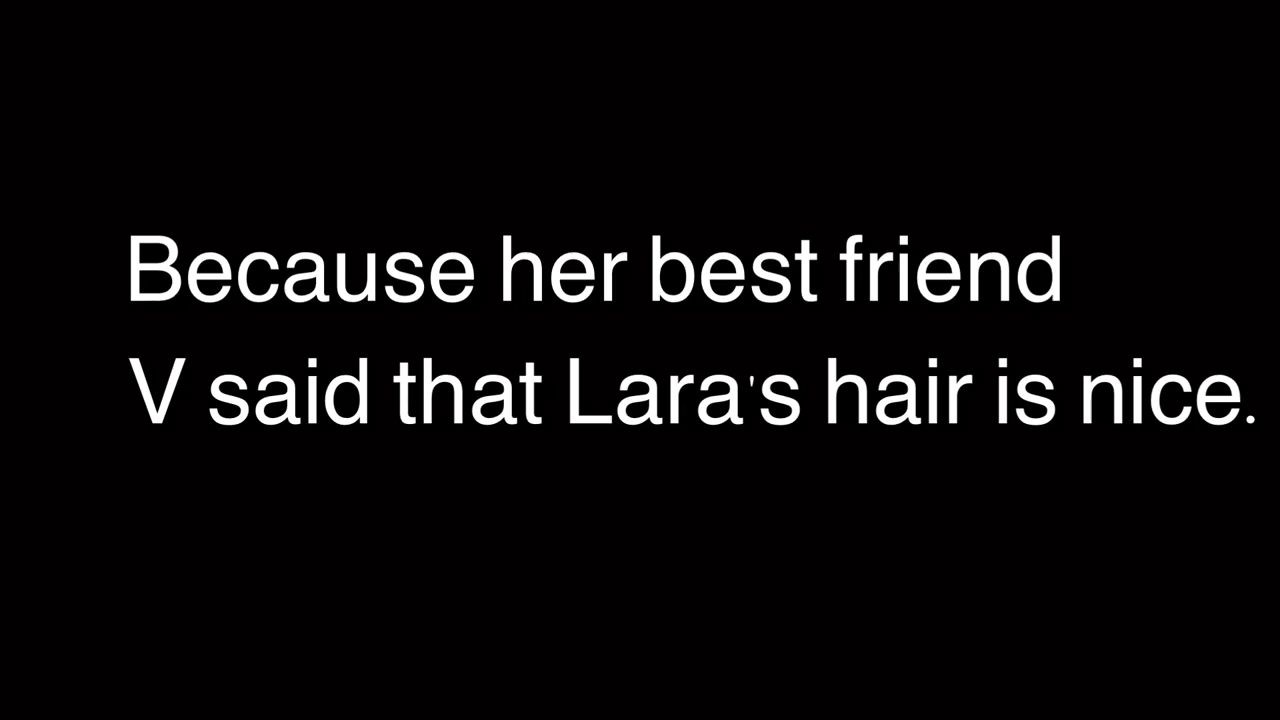 Because her best friend
V said that Lara's hair is nice.